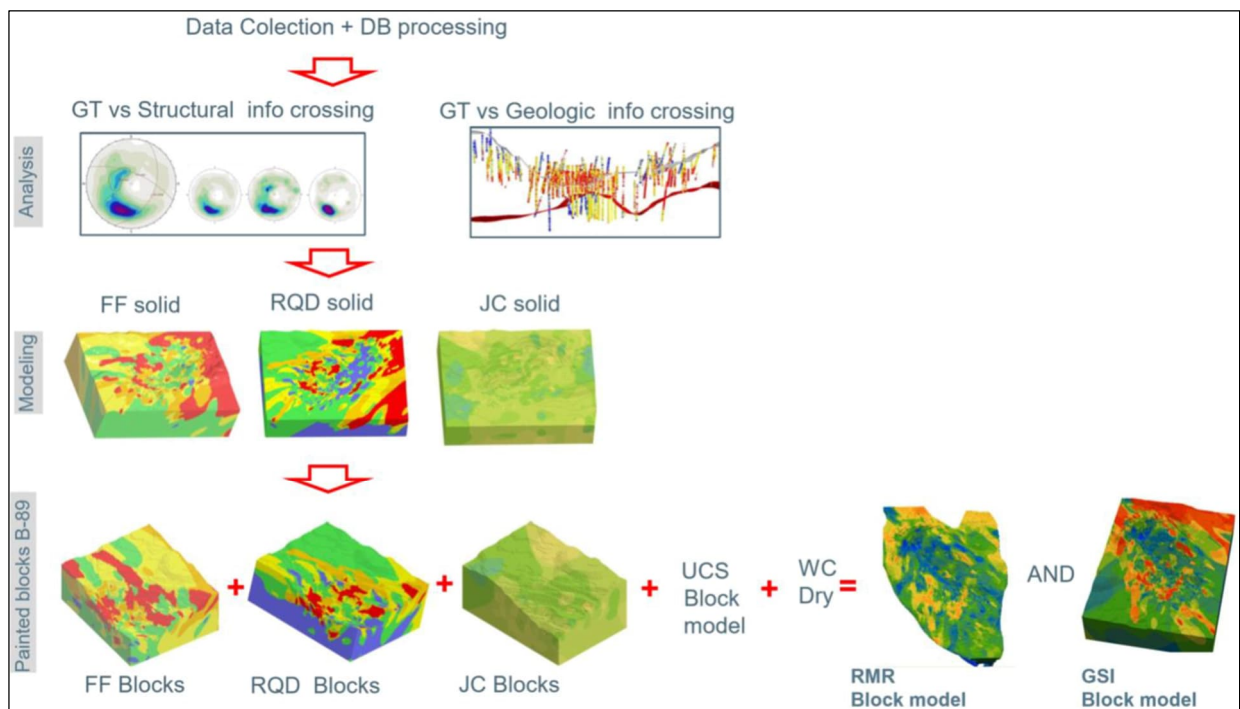 Data Colection + DB processing
GT vs Structural info crossing
GT vs Geologic info crossing
Analysis
FF solid
RQD solid
JC solid
Modeling
Painted blocks B-89
+
+
+
UCS
Block
model
+
WC
Dry
=
AND
FF Blocks
RQD Blocks
JC Blocks
RMR
Block model
GSI
Block model